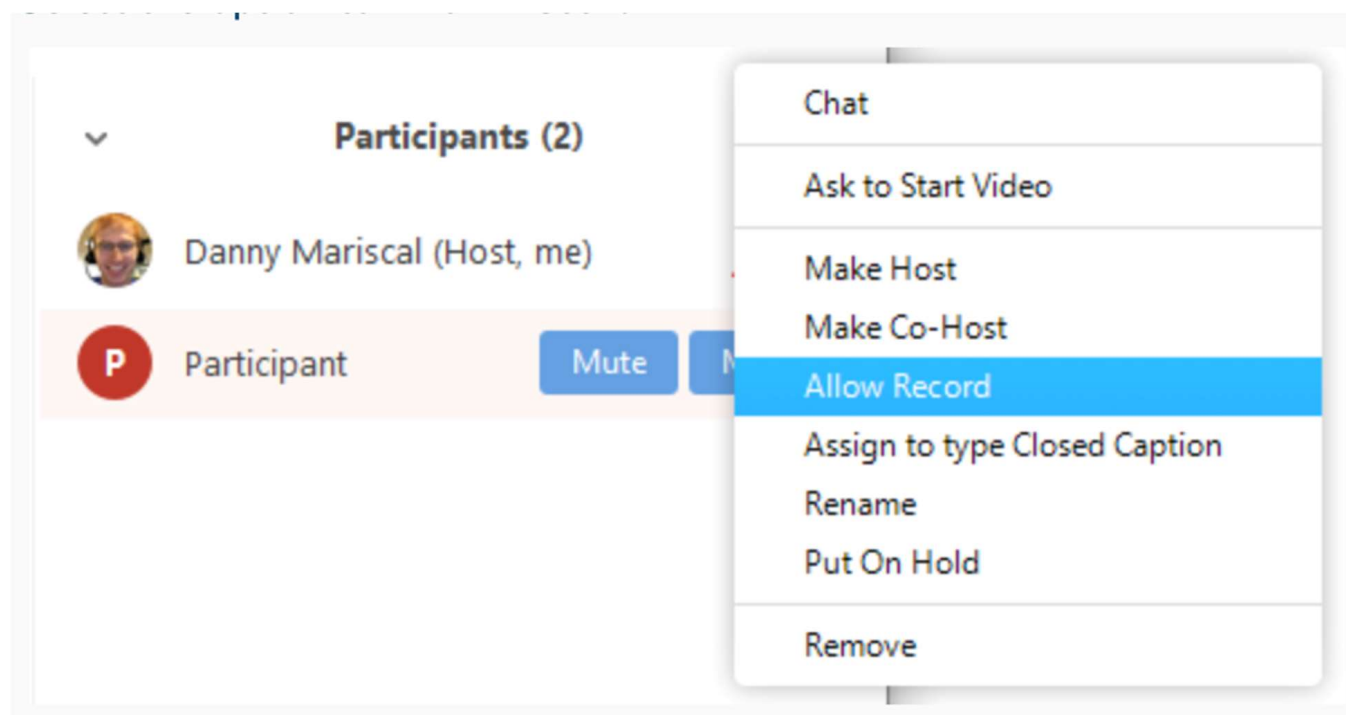 Participants (2)
Danny Mariscal (Host, me)
P
Participant
Mute
Chat
Ask to Start Video
Make Host
Make Co-Host
Allow Record
Assign to type Closed Caption
Rename
Put On Hold
Remove